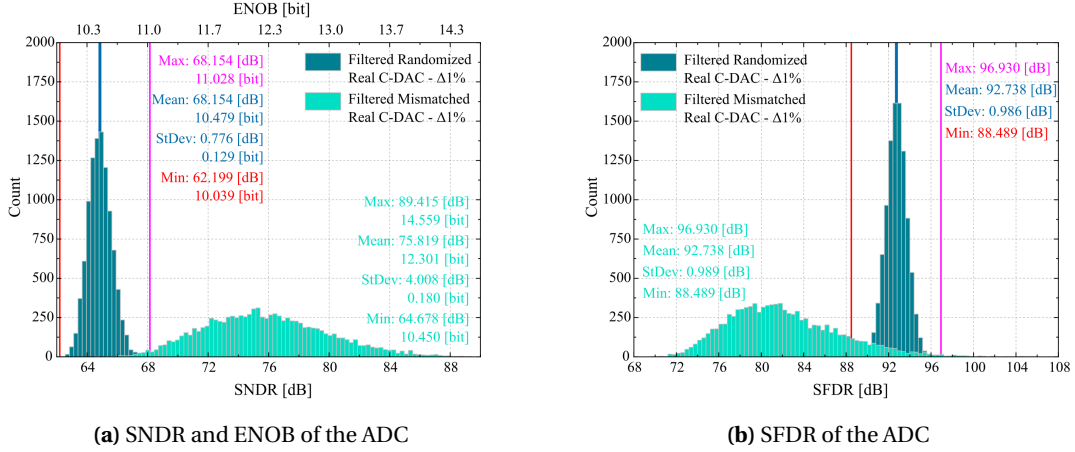 ENOB [bit]
10.3 11.0 11.7 12.3 13.0 13.7 14.3
2000
1750
1500
1250
1000
750
500
250
0
Count
Max: 68.154 [dB]
11.028 [bit]
Mean: 68.154 [dB]
10.479 [bit]
StDev: 0.776 [dB]
0.129 [bit]
Min: 62.199 [dB]
10.039 [bit]
Filtered Randomized
Real C-DAC - Δ1%
Filtered Mismatched
Real C-DAC - Δ1%
Max: 89.415 [dB]
14.559 [bit]
Mean: 75.819 [dB]
12.301 [bit]
StDev: 4.008 [dB]
0.180 [bit]
Min: 64.678 [dB]
10.450 [bit]
64 68 72 76 80 84 88
SNDR [dB]
(a) SNDR and ENOB of the ADC
2000
1750
1500
1250
1000
750
500
250
0
Count
Filtered Randomized
Real C-DAC - Δ1%
Filtered Mismatched
Real C-DAC - Δ1%
Max: 96.930 [dB]
Mean: 92.738 [dB]
StDev: 0.986 [dB]
Min: 88.489 [dB]
Max: 96.930 [dB]
Mean: 92.738 [dB]
StDev: 0.989 [dB]
Min: 88.489 [dB]
68 72 76 80 84 88 92 96 100 104 108
SFDR [dB]
(b) SFDR of the ADC